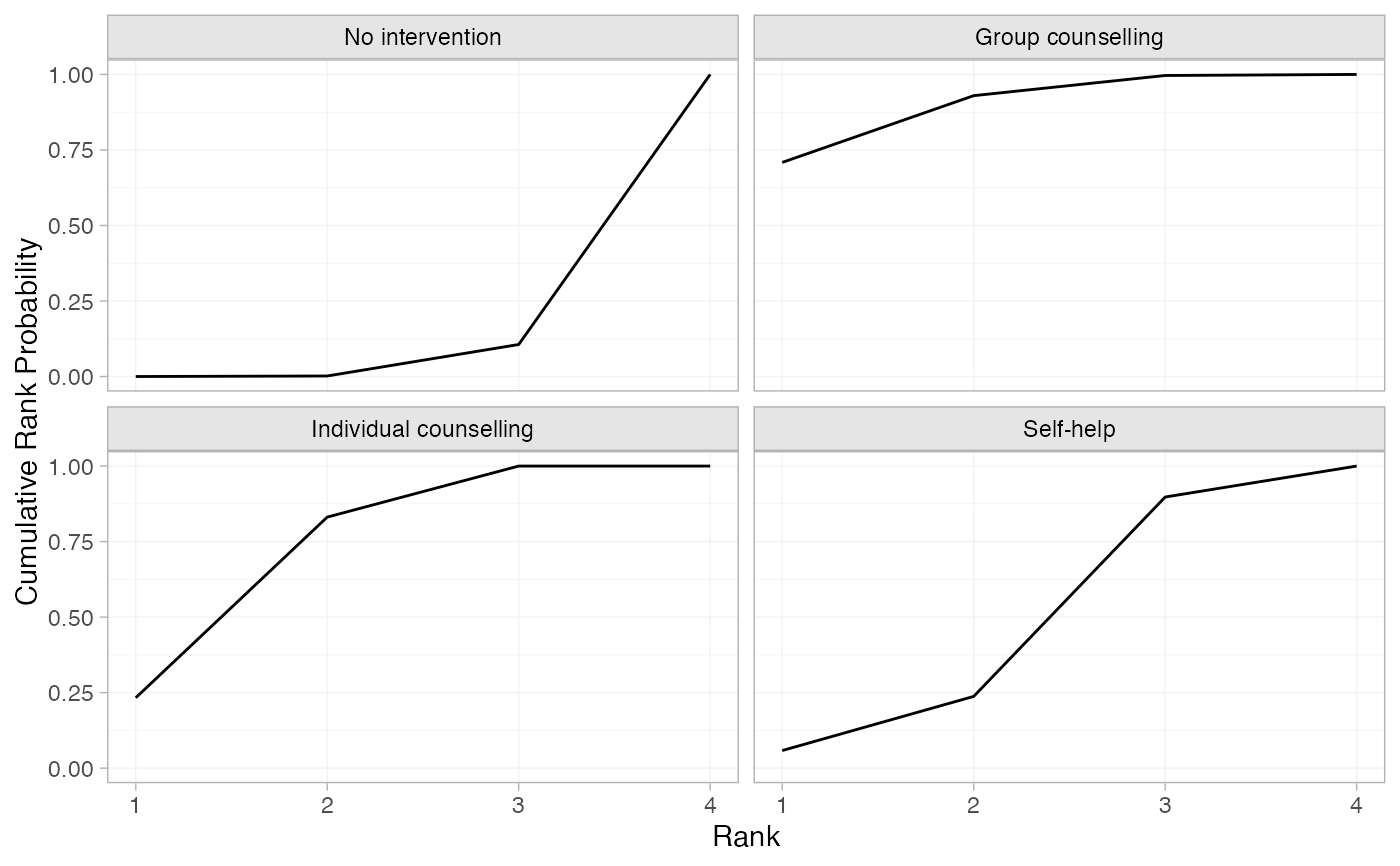 No intervention
Group counselling
1.00
0.75
0.50
0.25
0.00
Individual counselling
Self-help
1.00
0.75
0.50
0.25
0.00
1 2 3 4
1 2 3 4
Rank
Cumulative Rank Probability